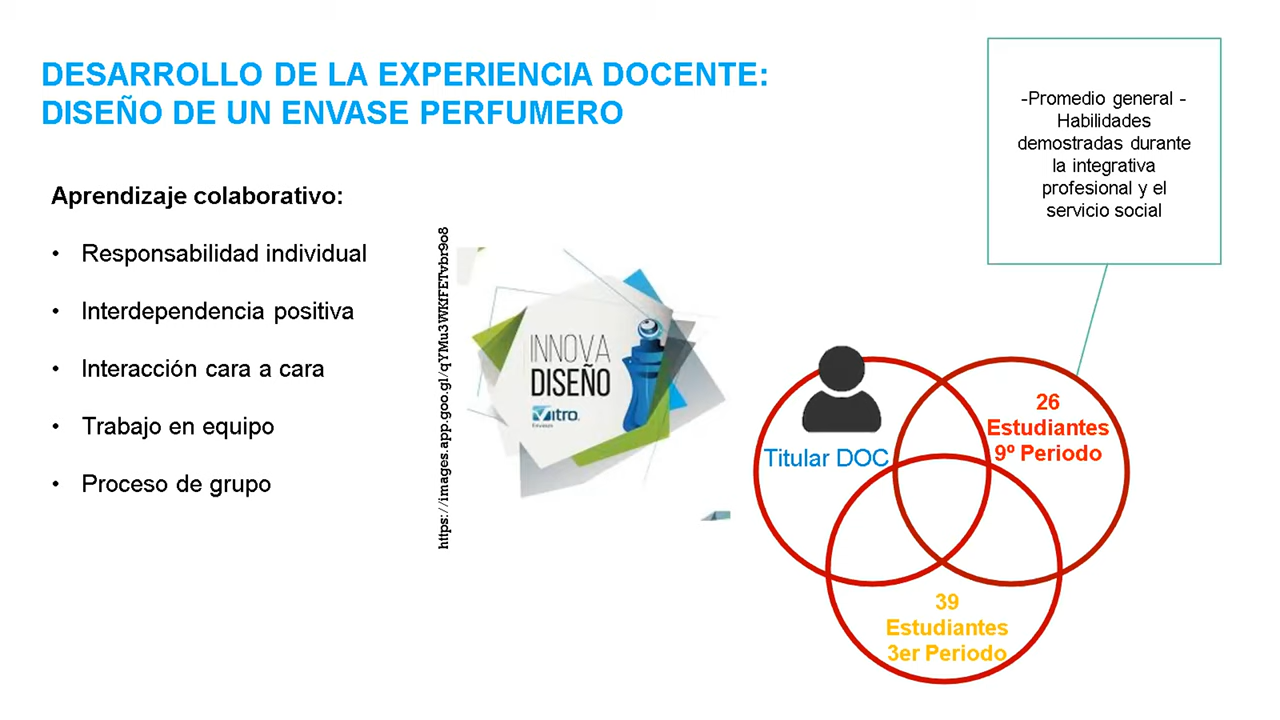 DESARROLLO DE LA EXPERIENCIA DOCENTE:
DISEÑO DE UN ENVASE PERFUMERO
Aprendizaje colaborativo:
• Responsabilidad individual
• Interdependencia positiva
• Interacción cara a cara
• Trabajo en equipo
• Proceso de grupo
https://images.app.goo.gl/qYMu3WKfFETvbr9o8
INNOVA
DISEÑO
Vitro.
Envases
-Promedio general -
Habilidades
demostradas durante
la integrativa
profesional y el
servicio social
Titular DOC
26
Estudiantes
9º Periodo
39
Estudiantes
3er Periodo